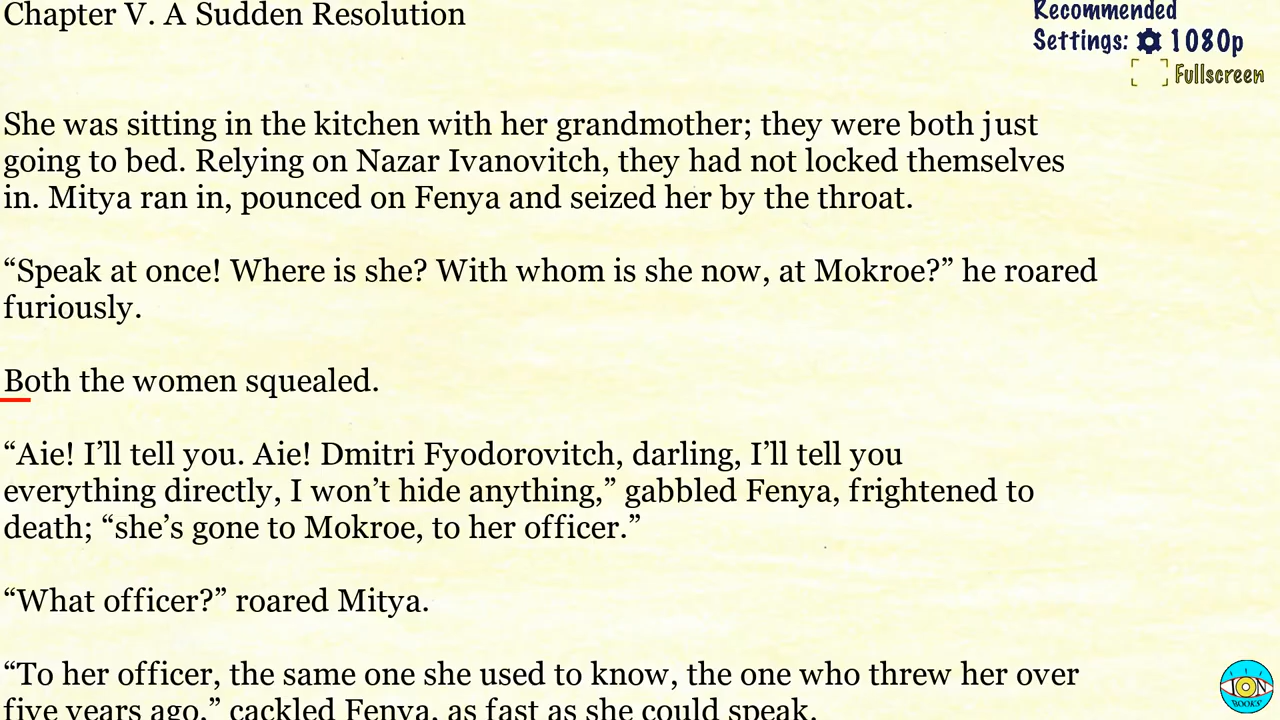 Chapter V. A Sudden Resolution
Recommended
Settings: 1080p
Fullscreen
She was sitting in the kitchen with her grandmother; they were both just
going to bed. Relying on Nazar Ivanovitch, they had not locked themselves
in. Mitya ran in, pounced on Fenya and seized her by the throat.
“Speak at once! Where is she? With whom is she now, at Mokroe?” he roared
furiously.
Both the women squealed.
“Aie! I’ll tell you. Aie! Dmitri Fyodorovitch, darling, I’ll tell you
everything directly, I won’t hide anything,” gabbled Fenya, frightened to
death; “she’s gone to Mokroe, to her officer.”
“What officer?” roared Mitya.
“To her officer, the same one she used to know, the one who threw her over
five years ago,” cackled Fenya, as fast as she could speak.
ION
BOOKS